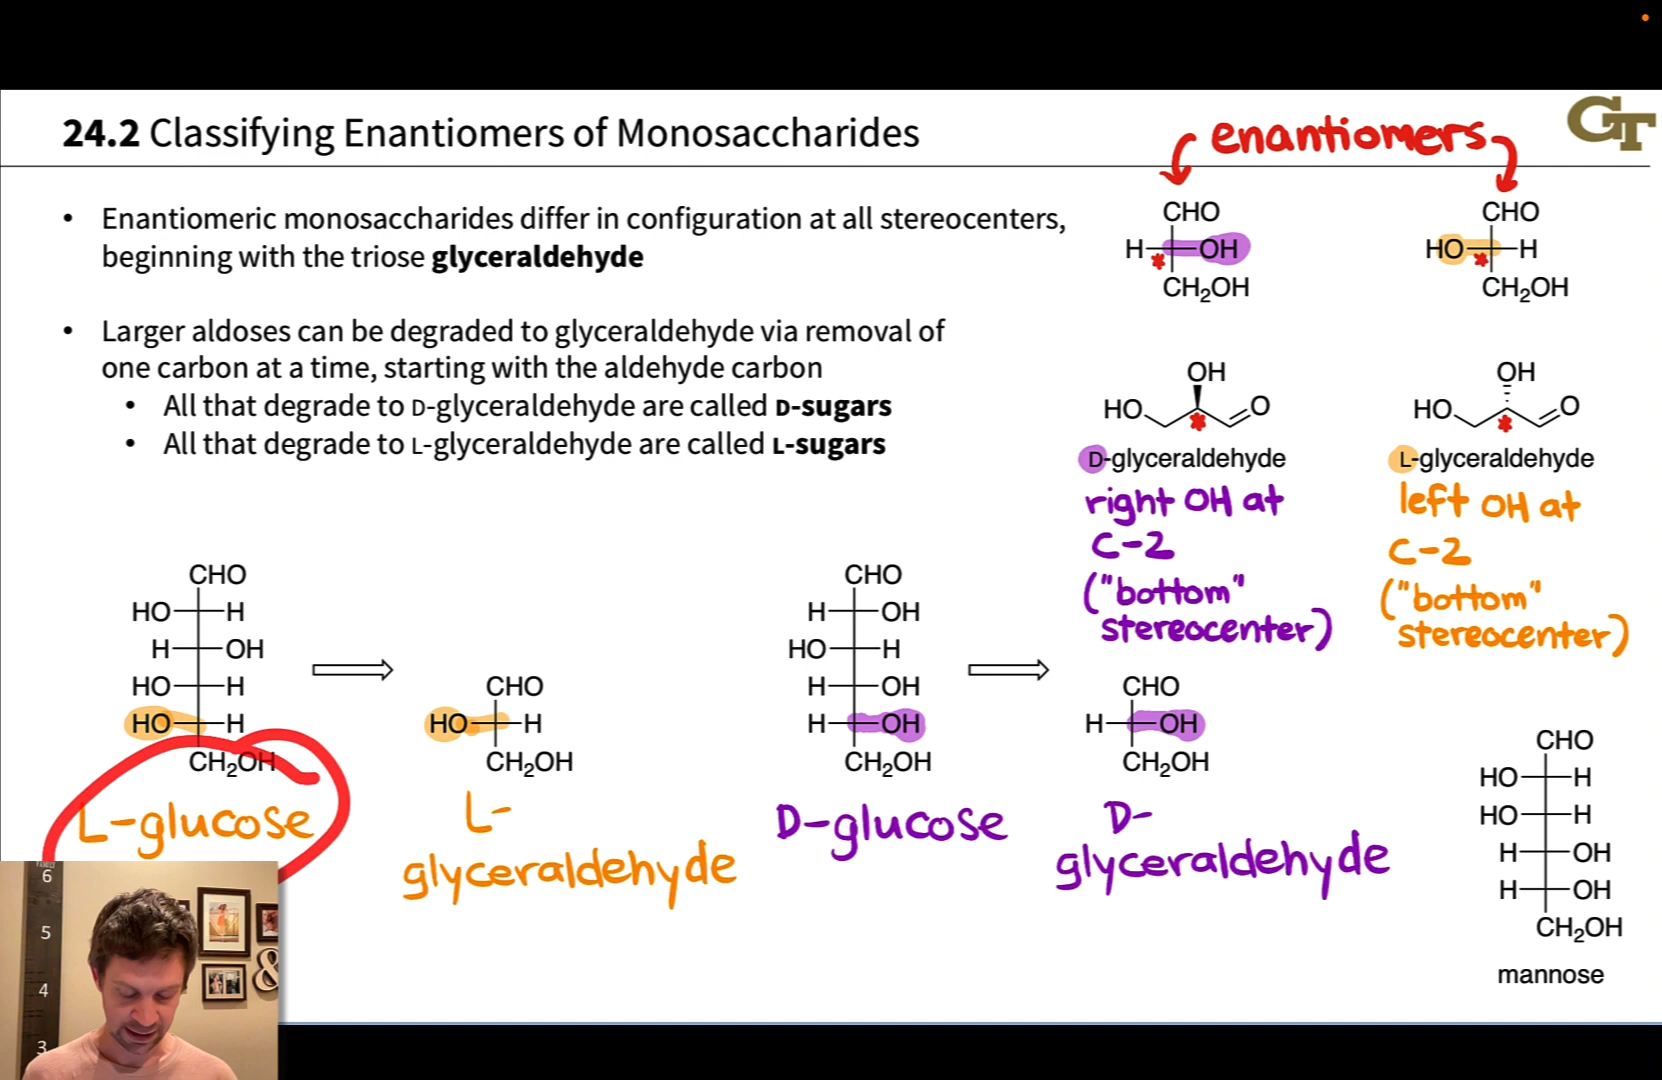 24.2 Classifying Enantiomers of Monosaccharides
enantiomers
GT
• Enantiomeric monosaccharides differ in configuration at all stereocenters,
beginning with the triose glyceraldehyde
• Larger aldoses can be degraded to glyceraldehyde via removal of
one carbon at a time, starting with the aldehyde carbon
• All that degrade to D-glyceraldehyde are called D-sugars
• All that degrade to L-glyceraldehyde are called L-sugars
CHO
H OH
*
CH₂OH
CHO
HO H
*
CH₂OH
OH
HO O
*
D-glyceraldehyde
right OH at
C-2
("bottom"
stereocenter)
OH
HO O
*
L-glyceraldehyde
left OH at
C-2
("bottom"
stereocenter)
CHO
HO H
H OH
HO H
HO H
CH₂OH
L-glucose
CHO
HO H
CH₂OH
L-
glyceraldehyde
CHO
H OH
HO H
H OH
H OH
CH₂OH
D-glucose
CHO
H OH
CH₂OH
D-
glyceraldehyde
CHO
HO H
HO H
H OH
H OH
CH₂OH
mannose
6
5
4
3
&